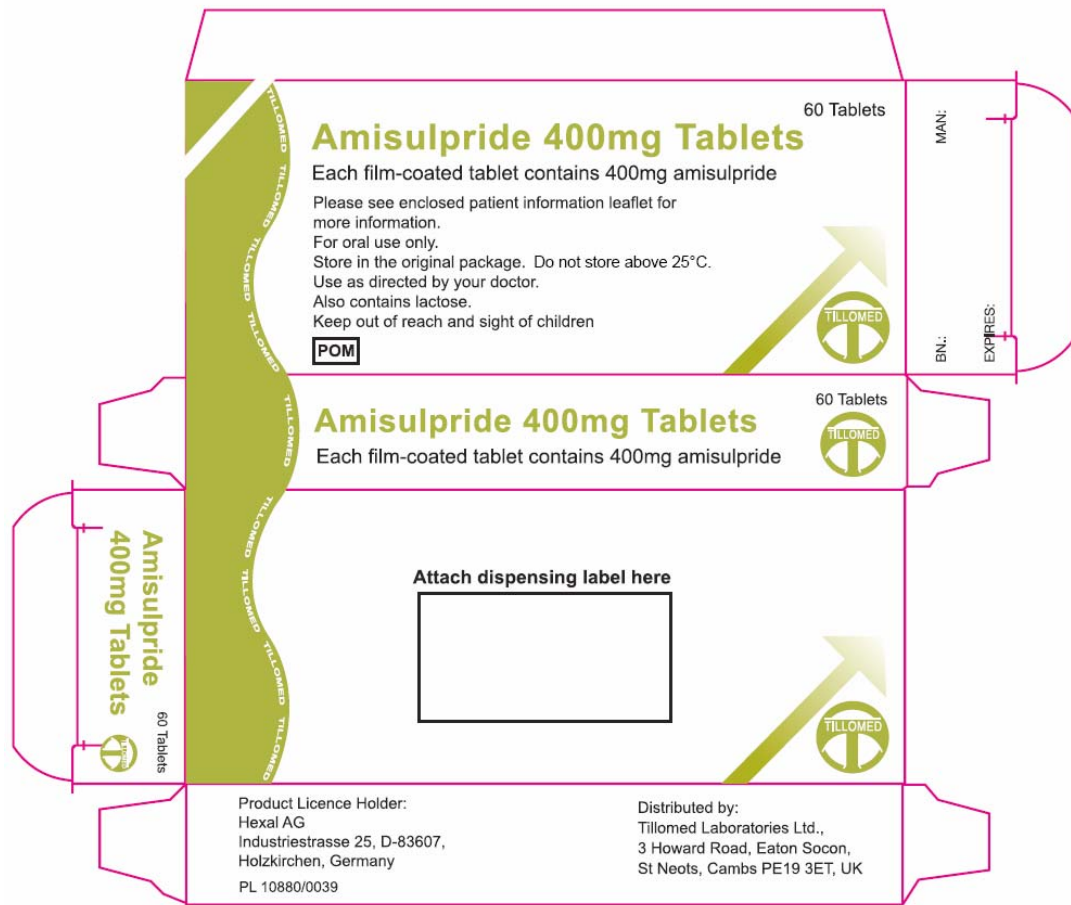 60 Tablets
Amisulpride 400mg Tablets
Each film-coated tablet contains 400mg amisulpride
Please see enclosed patient information leaflet for
more information.
For oral use only.
Store in the original package. Do not store above 25°C.
Use as directed by your doctor.
Also contains lactose.
Keep out of reach and sight of children
POM
TILLOMED
TILLOMED
TILLOMED
TILLOMED
TILLOMED
MAN:
BN.:
EXPIRES:
60 Tablets
Amisulpride 400mg Tablets
Each film-coated tablet contains 400mg amisulpride
TILLOMED
TILLOMED
Amisulpride
400mg Tablets
60 Tablets
TILLOMED
Attach dispensing label here
TILLOMED
TILLOMED
TILLOMED
TILLOMED
TILLOMED
Product Licence Holder:
Hexal AG
Industriestrasse 25, D-83607,
Holzkirchen, Germany
PL 10880/0039
Distributed by:
Tillomed Laboratories Ltd.,
3 Howard Road, Eaton Socon,
St Neots, Cambs PE19 3ET, UK